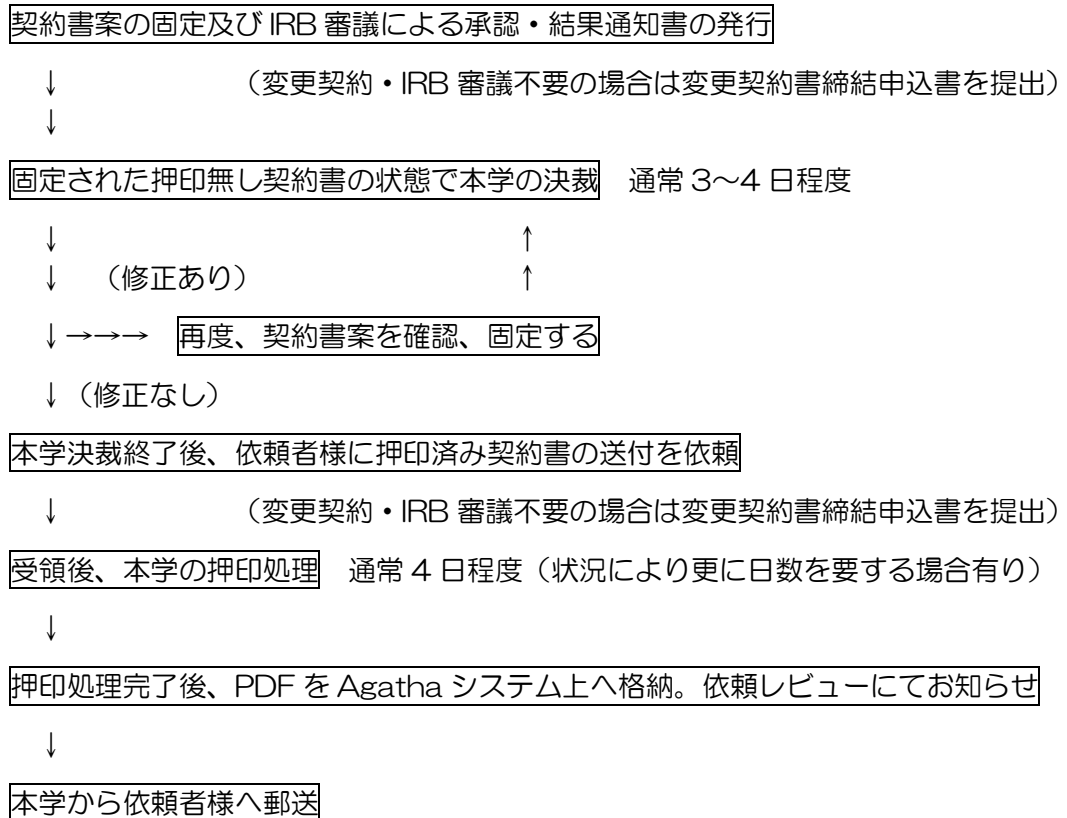 契約書案の固定及び IRB 審議による承認・結果通知書の発行
↓ （変更契約・IRB 審議不要の場合は変更契約書締結申込書を提出）
↓
固定された押印無し契約書の状態で本学の決裁 通常 3～4 日程度
↓ ↑
↓ （修正あり） ↑
↓→→→ 再度、契約書案を確認、固定する
↓（修正なし）
本学決裁終了後、依頼者様に押印済み契約書の送付を依頼
↓ （変更契約・IRB 審議不要の場合は変更契約書締結申込書を提出）
受領後、本学の押印処理 通常 4 日程度（状況により更に日数を要する場合有り）
↓
押印処理完了後、PDF を Agatha システム上へ格納。依頼レビューにてお知らせ
↓
本学から依頼者様へ郵送